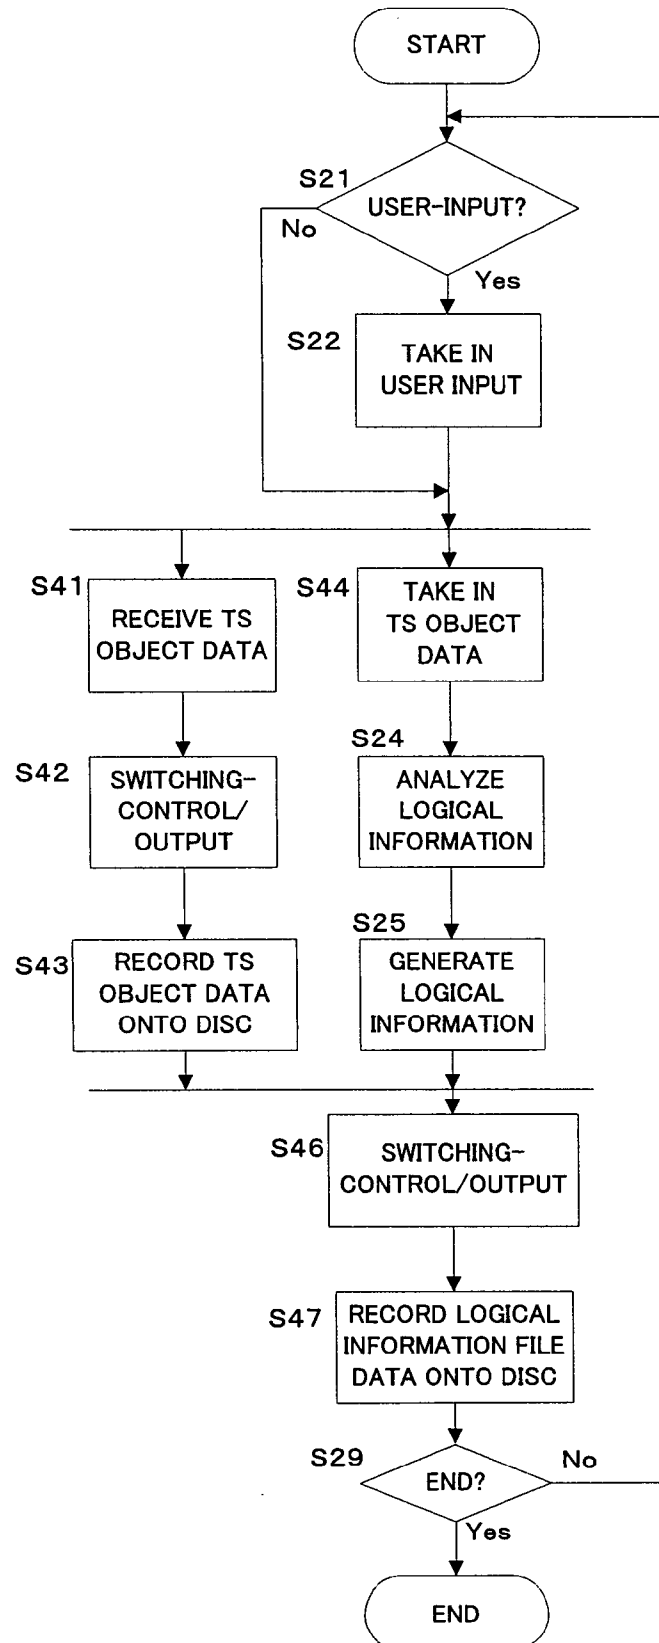 START
S21
USER-INPUT?
No
Yes
S22
TAKE IN
USER INPUT
S41
RECEIVE TS
OBJECT DATA
S44
TAKE IN
TS OBJECT
DATA
S42
SWITCHING-
CONTROL/
OUTPUT
S24
ANALYZE
LOGICAL
INFORMATION
S43
RECORD TS
OBJECT DATA
ONTO DISC
S25
GENERATE
LOGICAL
INFORMATION
S46
SWITCHING-
CONTROL/OUTPUT
S47
RECORD LOGICAL
INFORMATION FILE
DATA ONTO DISC
S29
END?
No
Yes
END